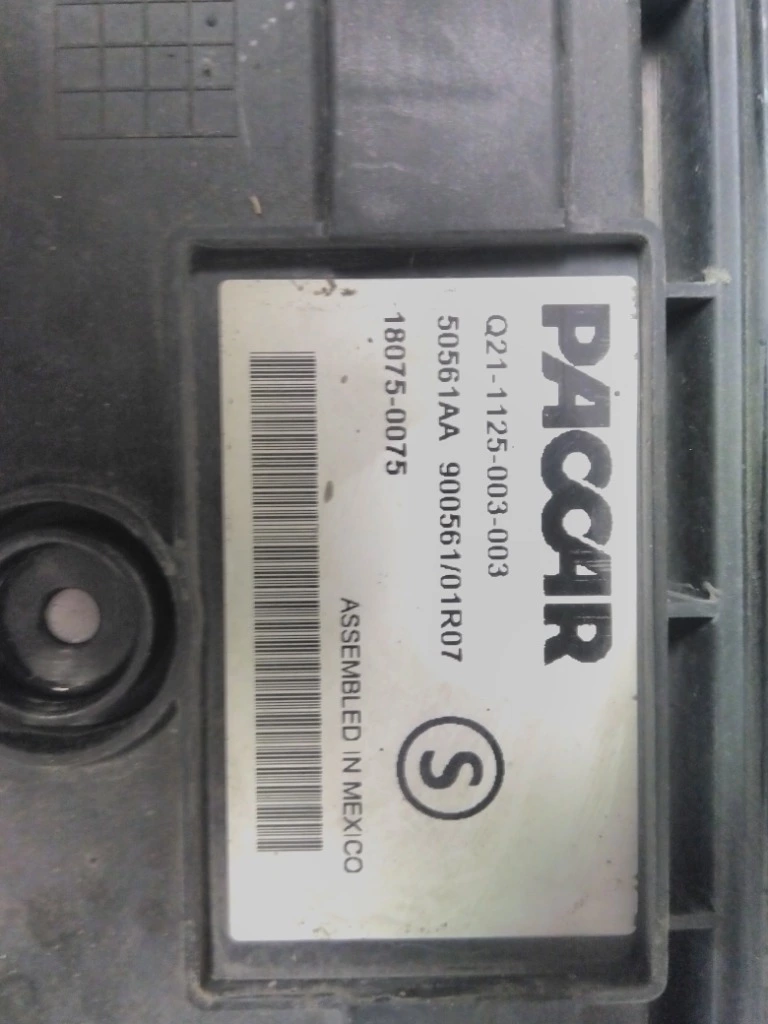 PACCAR
Q21-1125-003-003
50561AA 900561/01R07
18075-0075
S
ASSEMBLED IN MEXICO